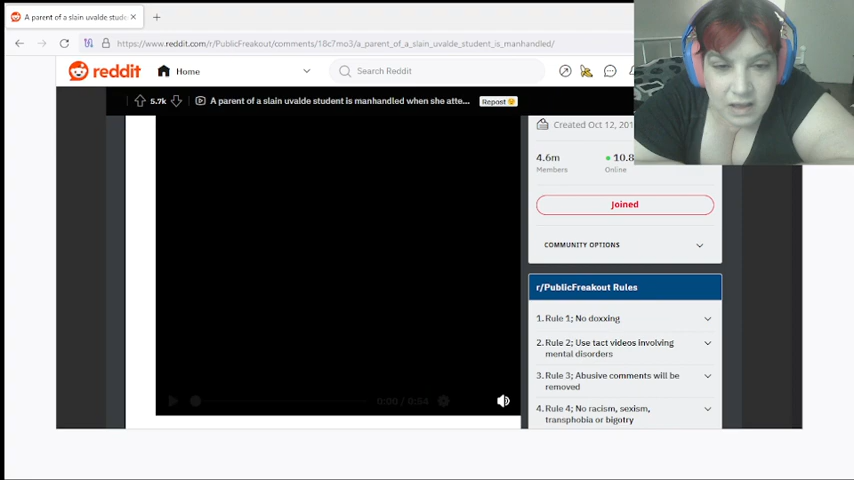 A parent of a slain uvalde stude
https://www.reddit.com/r/PublicFreakout/comments/18c7mo3/a_parent_of_a_slain_uvalde_student_is_manhandled/
reddit
Home
Search Reddit
5.7k
A parent of a slain uvalde student is manhandled when she atte...
Repost
Created Oct 12, 201
4.6m
10.8
Members
Online
Joined
COMMUNITY OPTIONS
r/PublicFreakout Rules
1. Rule 1; No doxxing
2. Rule 2; Use tact videos involving
mental disorders
3. Rule 3; Abusive comments will be
removed
4. Rule 4; No racism, sexism,
transphobia or bigotry
0:00 / 0:54